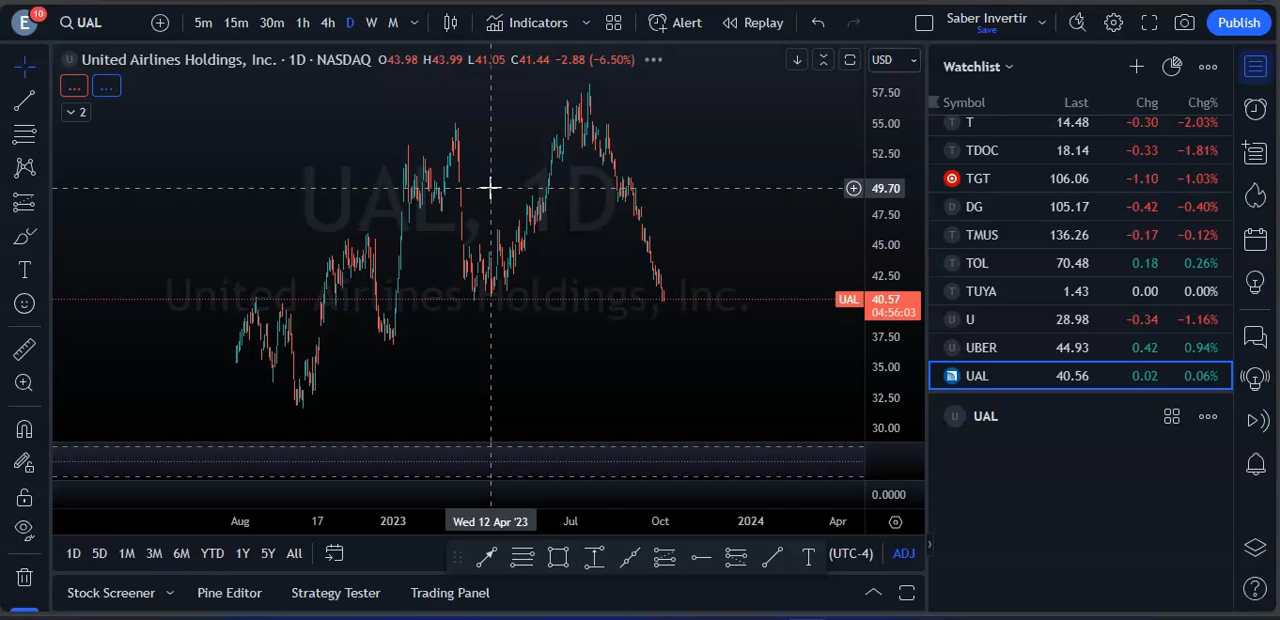 E 10 UAL 5m 15m 30m 1h 4h D W M Indicators Alert Replay Saber Invertir Save Publish
United Airlines Holdings, Inc. · 1D · NASDAQ O43.98 H43.99 L41.05 C41.44 −2.88 (−6.50%)
USD
... ...
2
UAL, 1D
United Airlines Holdings, Inc.
57.50
55.00
52.50
49.70
47.50
45.00
42.50
UAL 40.57
04:56:03
37.50
35.00
32.50
30.00
0.0000
Aug 17 2023 Wed 12 Apr '23 Jul Oct 2024 Apr
1D 5D 1M 3M 6M YTD 1Y 5Y All T (UTC-4) ADJ
Stock Screener Pine Editor Strategy Tester Trading Panel
Watchlist
Symbol Last Chg Chg%
T T 14.48 −0.30 −2.03%
T TDOC 18.14 −0.33 −1.81%
TGT 106.06 −1.10 −1.03%
D DG 105.17 −0.42 −0.40%
T TMUS 136.26 −0.17 −0.12%
T TOL 70.48 0.18 0.26%
T TUYA 1.43 0.00 0.00%
U U 28.98 −0.34 −1.16%
U UBER 44.93 0.42 0.94%
UAL 40.56 0.02 0.06%
U UAL